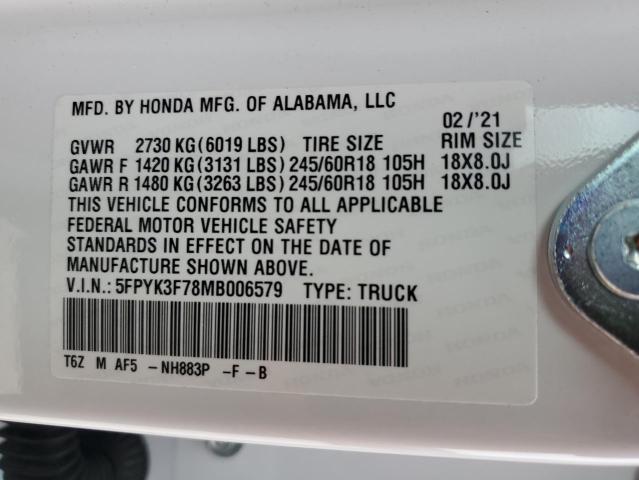 MFD. BY HONDA MFG. OF ALABAMA, LLC
02/'21
GVWR 2730 KG(6019 LBS) TIRE SIZE RIM SIZE
GAWR F 1420 KG(3131 LBS) 245/60R18 105H 18X8.0J
GAWR R 1480 KG(3263 LBS) 245/60R18 105H 18X8.0J
THIS VEHICLE CONFORMS TO ALL APPLICABLE
FEDERAL MOTOR VEHICLE SAFETY
STANDARDS IN EFFECT ON THE DATE OF
MANUFACTURE SHOWN ABOVE.
V.I.N.: 5FPYK3F78MB006579 TYPE: TRUCK
T6Z M AF5 -NH883P -F -B